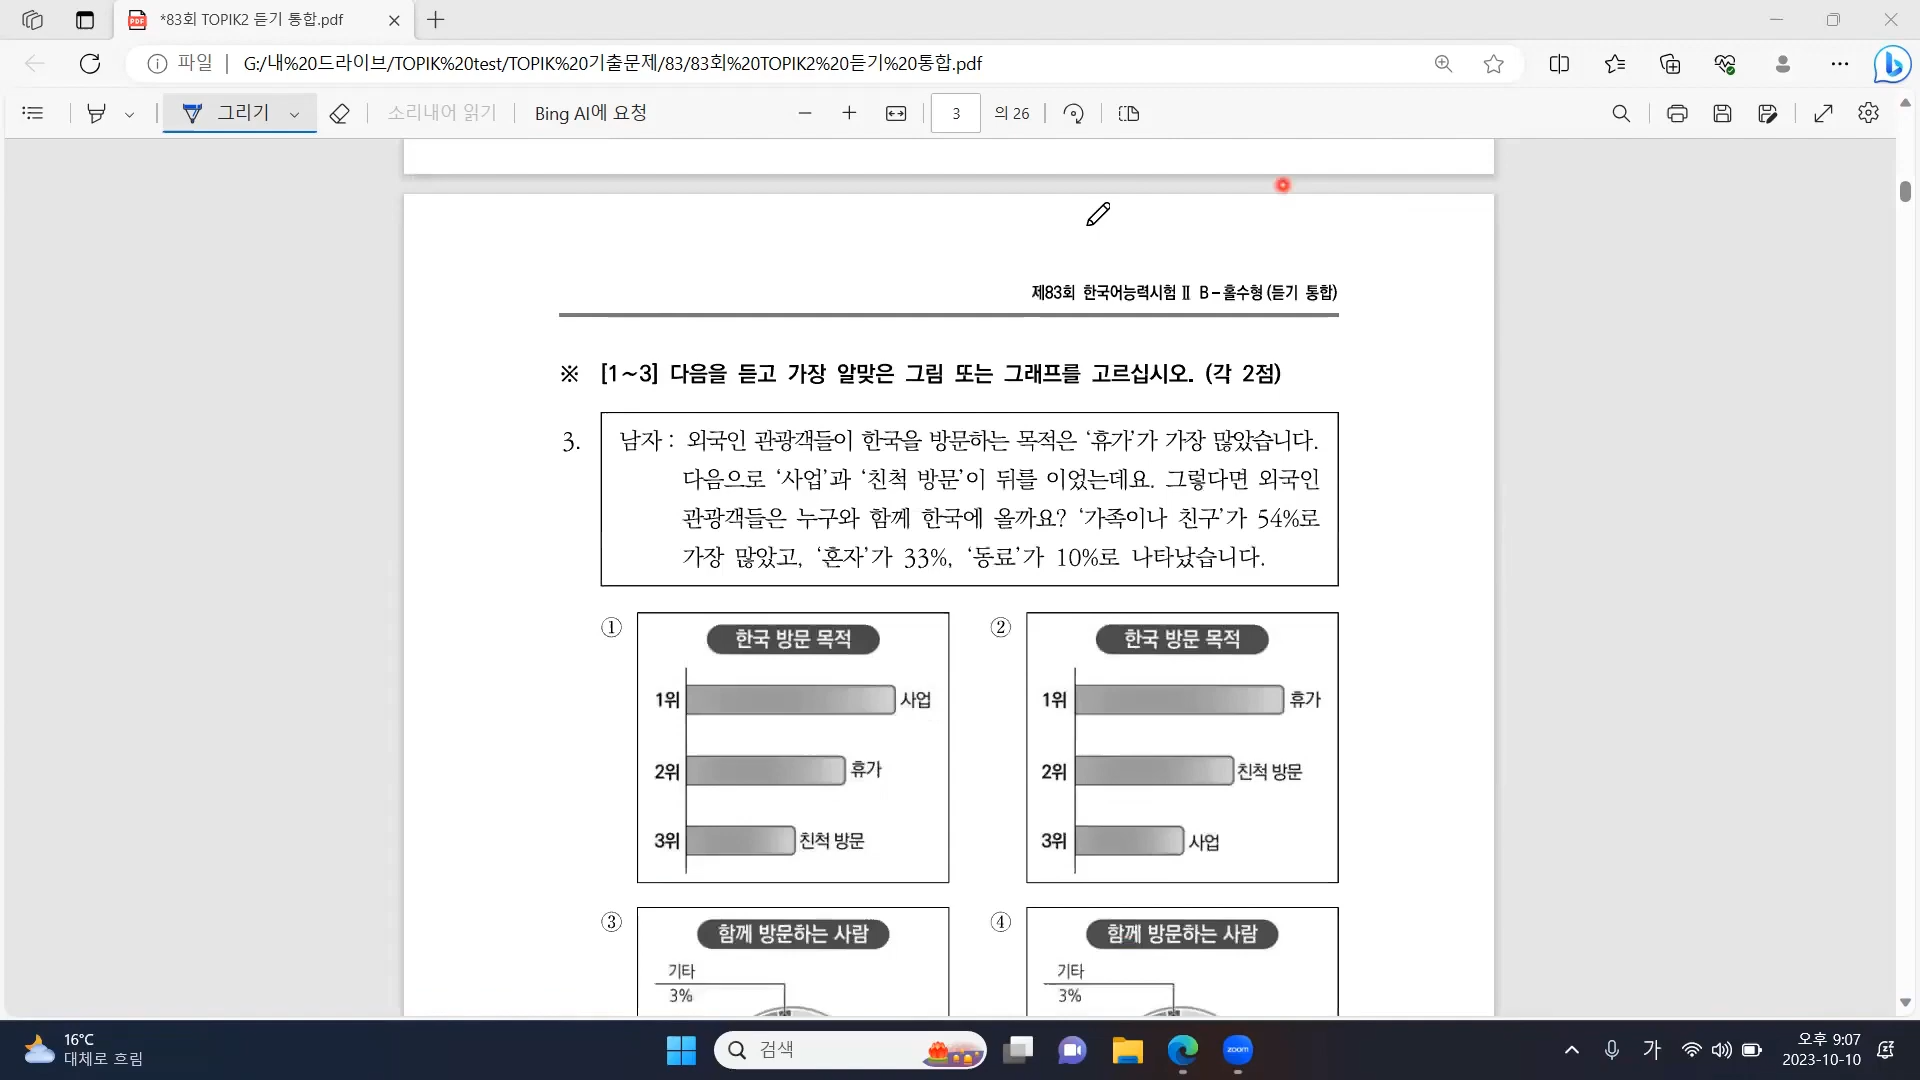 *83회 TOPIK2 듣기 통합.pdf
파일 | G:/내%20드라이브/TOPIK%20test/TOPIK%20기출문제/83/83회%20TOPIK2%20듣기%20통합.pdf
그리기 소리내어 읽기 Bing AI에 요청 3 의 26
제83회 한국어능력시험 Ⅱ B－홀수형 (듣기 통합)
※ [1～3] 다음을 듣고 가장 알맞은 그림 또는 그래프를 고르십시오. (각 2점)
3. 남자 : 외국인 관광객들이 한국을 방문하는 목적은 ‘휴가’가 가장 많았습니다.
다음으로 ‘사업’과 ‘친척 방문’이 뒤를 이었는데요. 그렇다면 외국인
관광객들은 누구와 함께 한국에 올까요? ‘가족이나 친구’가 54%로
가장 많았고, ‘혼자’가 33%, ‘동료’가 10%로 나타났습니다.
①
한국 방문 목적
1위 사업
2위 휴가
3위 친척 방문
②
한국 방문 목적
1위 휴가
2위 친척 방문
3위 사업
③
함께 방문하는 사람
기타
3%
④
함께 방문하는 사람
기타
3%
16°C
대체로 흐림
검색
zoom
가
오후 9:07
2023-10-10